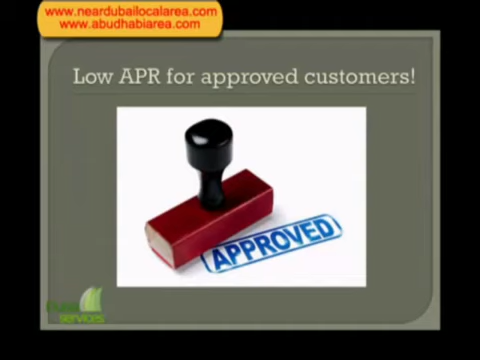 www.neardubailocalarea.com
www.abudhabiarea.com
Low APR for approved customers!
APPROVED
services